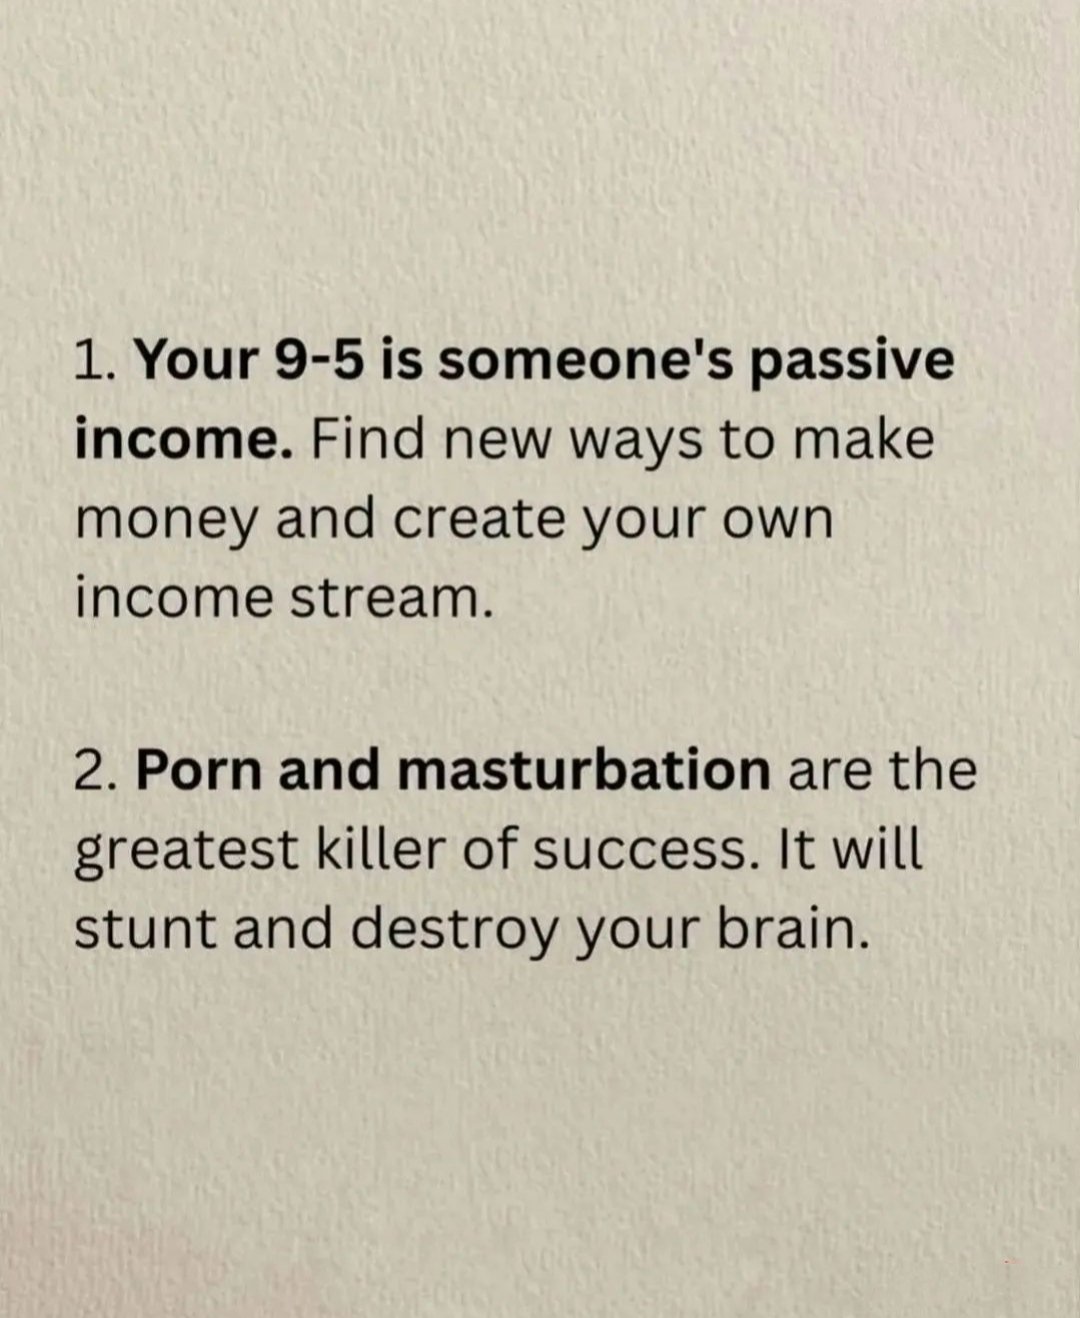 1. Your 9-5 is someone's passive
income. Find new ways to make
money and create your own
income stream.
2. Porn and masturbation are the
greatest killer of success. It will
stunt and destroy your brain.